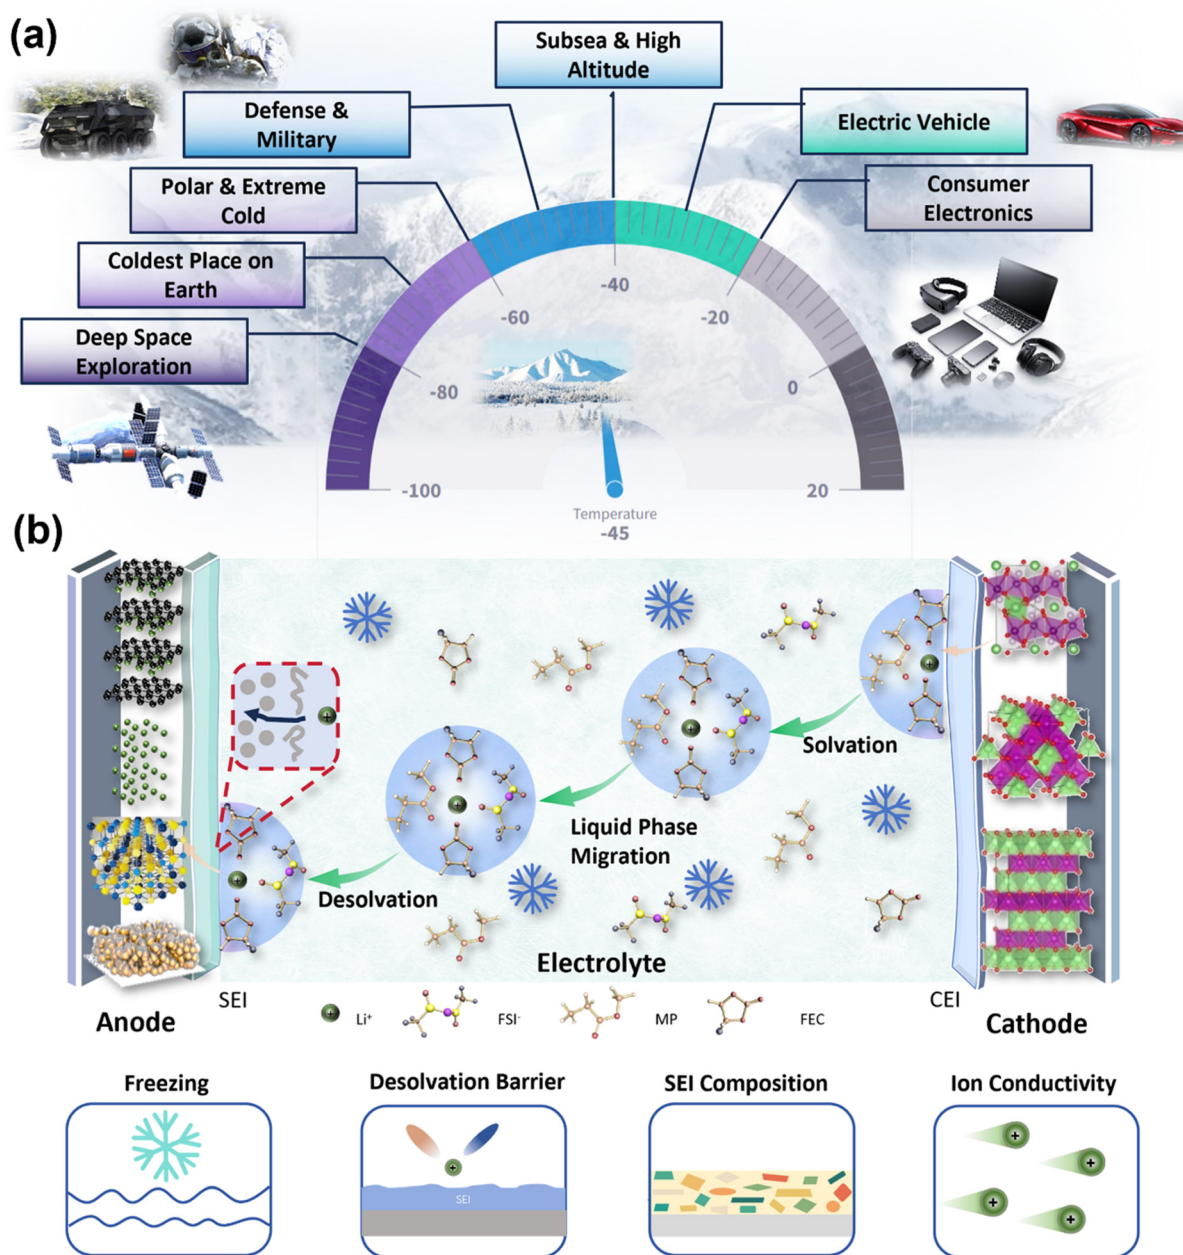 (a)
Subsea & High
Altitude
Defense &
Military
Electric Vehicle
Polar & Extreme
Cold
Consumer
Electronics
Coldest Place on
Earth
Deep Space
Exploration
-40
-60
-20
-80
0
-100
20
Temperature
-45
(b)
Solvation
Liquid Phase
Migration
Desolvation
Electrolyte
SEI
CEI
Anode
Cathode
Li⁺
FSI⁻
MP
FEC
Freezing
Desolvation Barrier
SEI Composition
Ion Conductivity
+
SEI
+
+
+
+